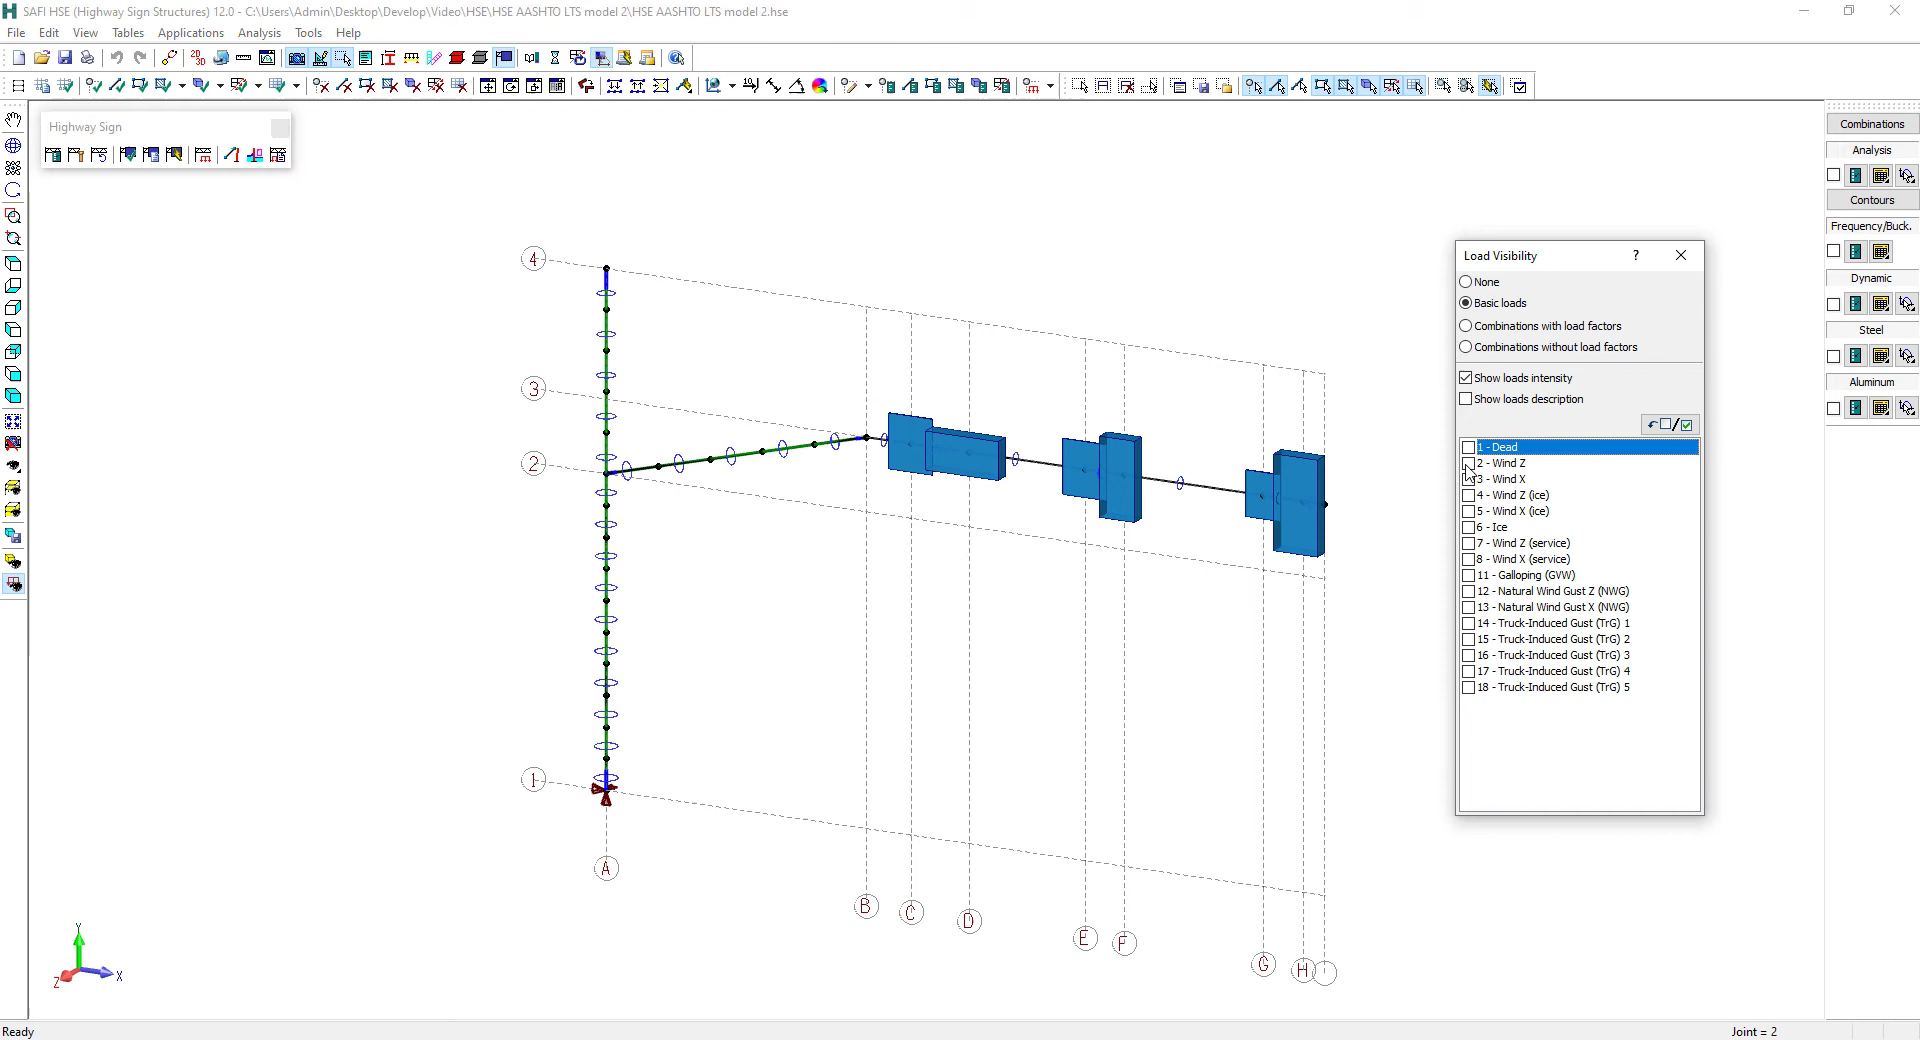 SAFI HSE (Highway Sign Structures) 12.0 - C:\Users\Admin\Desktop\Develop\Video\HSE\HSE AASHTO LTS model 2\HSE AASHTO LTS model 2.hse
File Edit View Tables Applications Analysis Tools Help
Highway Sign
Combinations
Analysis
Contours
Frequency/Buck.
Dynamic
Steel
Aluminum
Load Visibility ?
None
Basic loads
Combinations with load factors
Combinations without load factors
Show loads intensity
Show loads description
1 - Dead
2 - Wind Z
3 - Wind X
4 - Wind Z (ice)
5 - Wind X (ice)
6 - Ice
7 - Wind Z (service)
8 - Wind X (service)
11 - Galloping (GVW)
12 - Natural Wind Gust Z (NWG)
13 - Natural Wind Gust X (NWG)
14 - Truck-Induced Gust (TrG) 1
15 - Truck-Induced Gust (TrG) 2
16 - Truck-Induced Gust (TrG) 3
17 - Truck-Induced Gust (TrG) 4
18 - Truck-Induced Gust (TrG) 5
4
3
2
1
A
B
C
D
E
F
G
H
Y
X
Z
Ready
Joint = 2